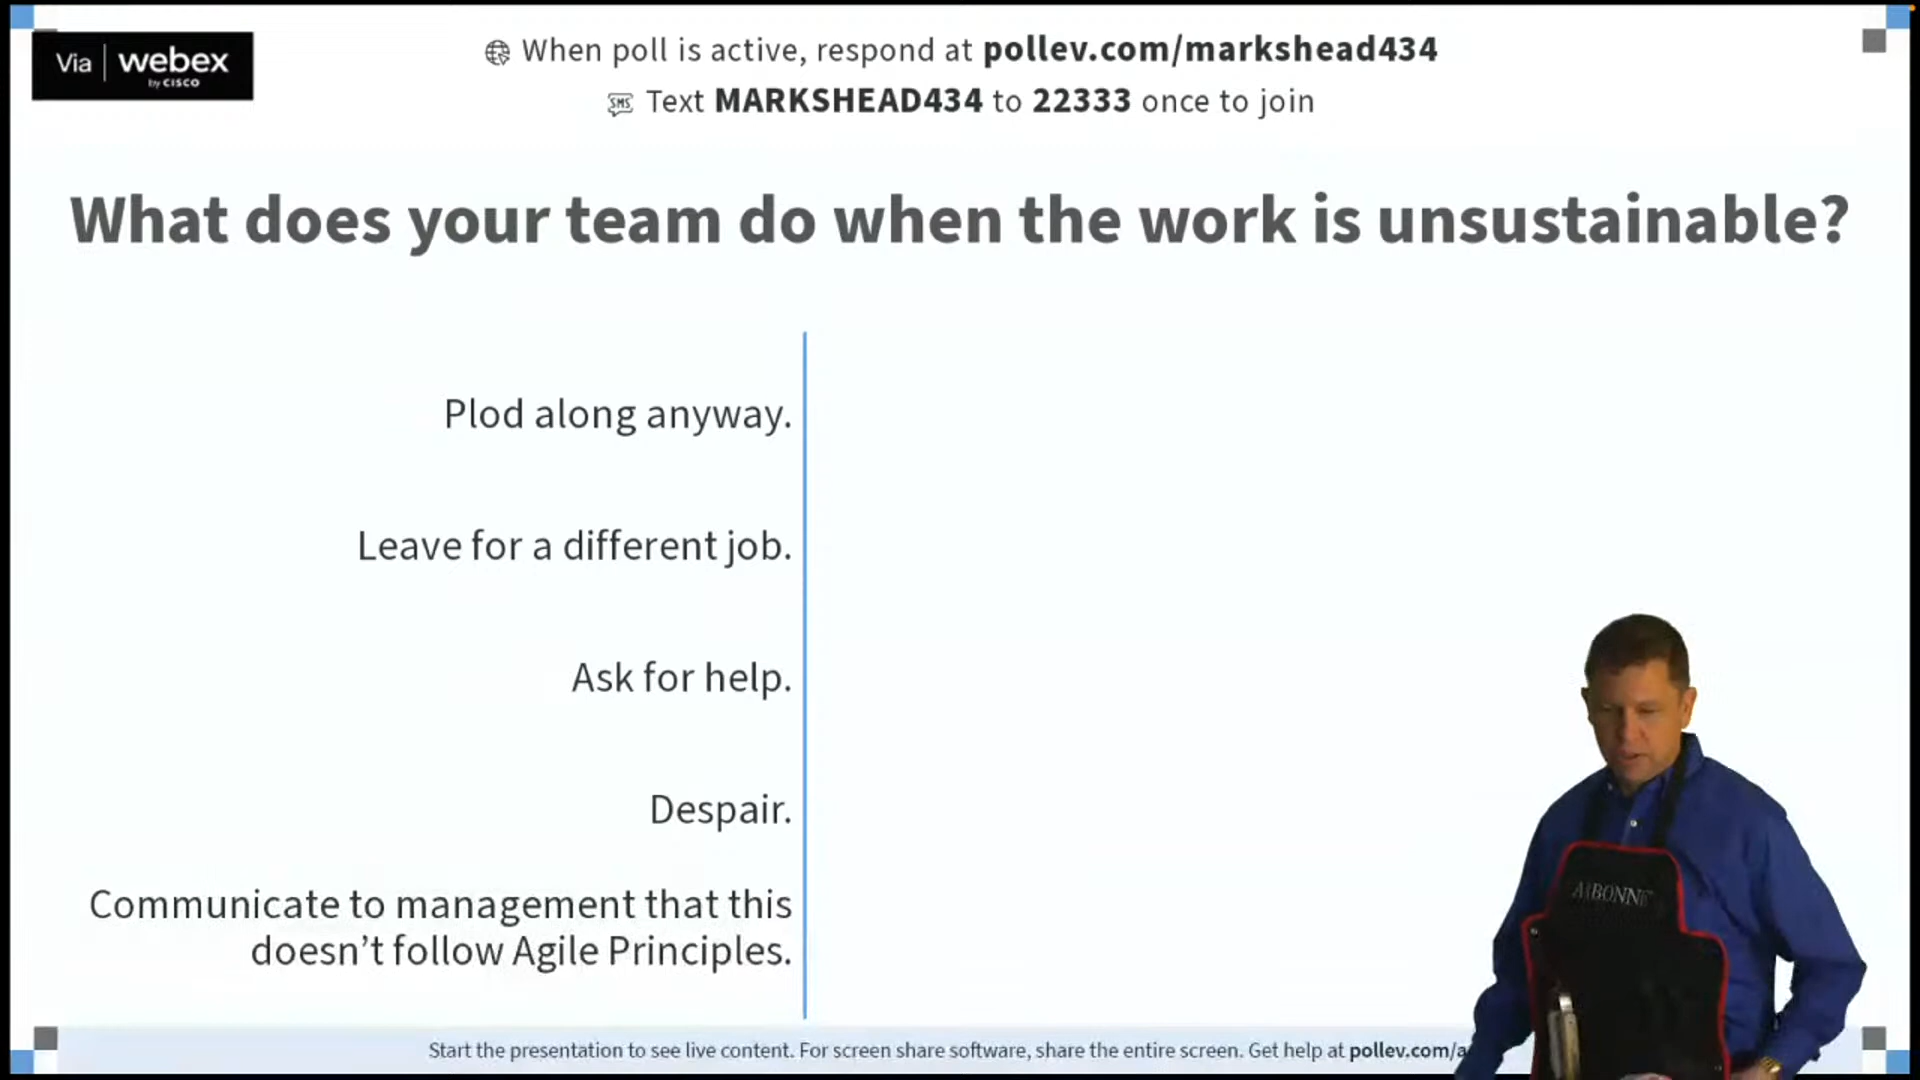 Via | webex
by CISCO
When poll is active, respond at pollev.com/markshead434
SMS Text MARKSHEAD434 to 22333 once to join
What does your team do when the work is unsustainable?
Plod along anyway.
Leave for a different job.
Ask for help.
Despair.
Communicate to management that this
doesn’t follow Agile Principles.
Start the presentation to see live content. For screen share software, share the entire screen. Get help at pollev.com/a